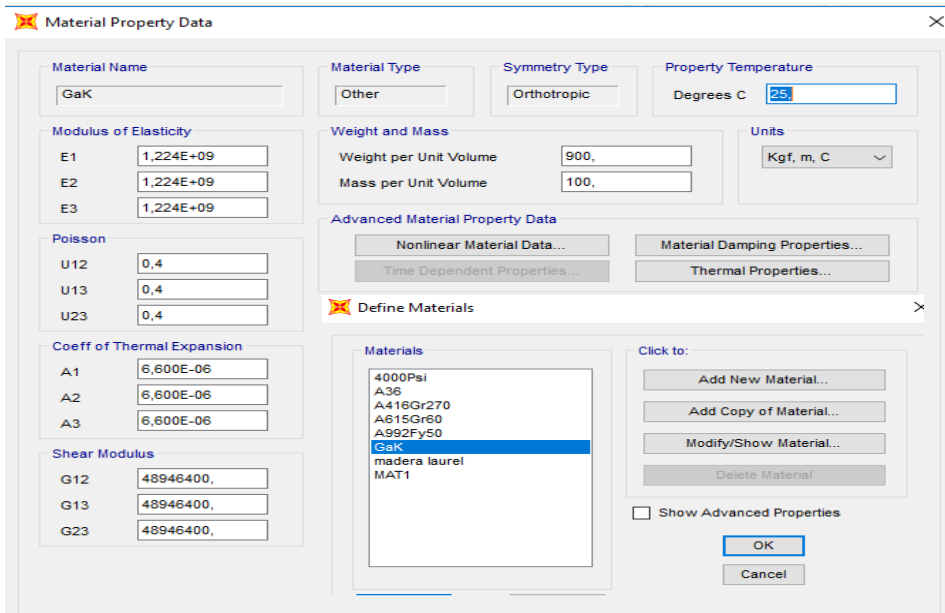 Material Property Data
Material Name
GaK
Material Type
Other
Symmetry Type
Orthotropic
Property Temperature
Degrees C 25,
Modulus of Elasticity
E1 1,224E+09
E2 1,224E+09
E3 1,224E+09
Weight and Mass
Weight per Unit Volume 900,
Mass per Unit Volume 100,
Units
Kgf, m, C
Poisson
U12 0,4
U13 0,4
U23 0,4
Advanced Material Property Data
Nonlinear Material Data...
Material Damping Properties...
Time Dependent Properties...
Thermal Properties...
Coeff of Thermal Expansion
A1 6,600E-06
A2 6,600E-06
A3 6,600E-06
Shear Modulus
G12 48946400,
G13 48946400,
G23 48946400,
Define Materials
Materials
4000Psi
A36
A416Gr270
A615Gr60
A992Fy50
GaK
madera laurel
MAT1
Click to:
Add New Material...
Add Copy of Material...
Modify/Show Material...
Delete Material
Show Advanced Properties
OK
Cancel